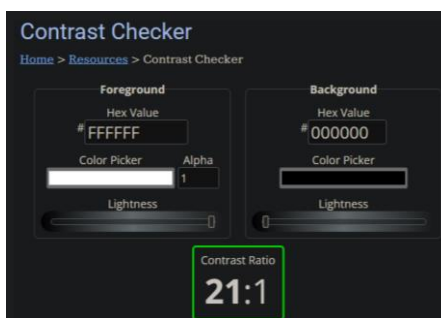 Contrast Checker
Home > Resources > Contrast Checker
Foreground
Hex Value
# FFFFFF
Color Picker Alpha
1
Lightness
Background
Hex Value
# 000000
Color Picker
Lightness
Contrast Ratio
21:1